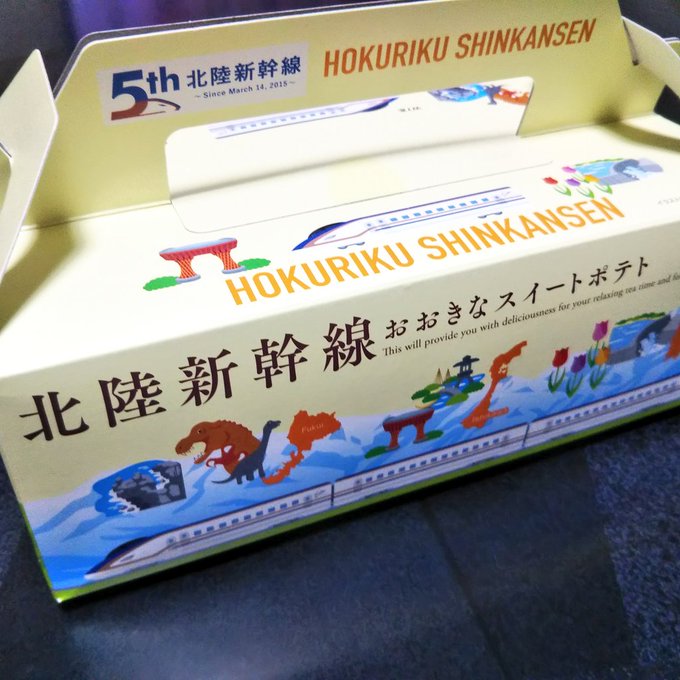 5th 北陸新幹線
～Since March 14, 2015～
HOKURIKU SHINKANSEN
HOKURIKU SHINKANSEN
北陸新幹線 おおきなスイートポテト
This will provide you with deliciousness for your relaxing tea time and
Fukui